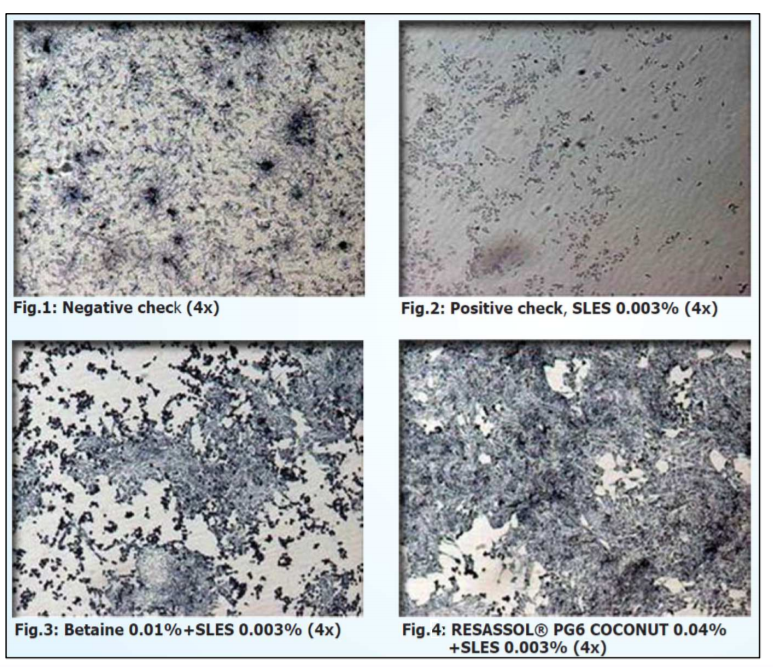 Fig.1: Negative check (4x)
Fig.2: Positive check, SLES 0.003% (4x)
Fig.3: Betaine 0.01%+SLES 0.003% (4x)
Fig.4: RESASSOL® PG6 COCONUT 0.04%
+SLES 0.003% (4x)